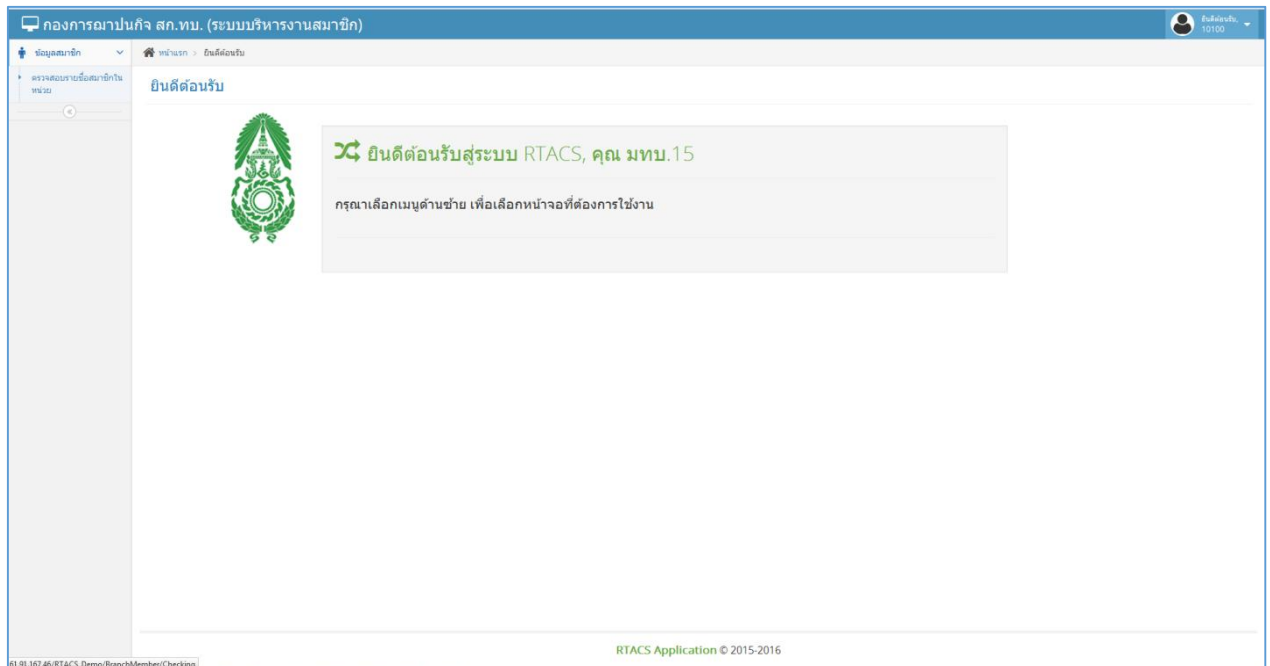 กองการฌาปนกิจ สก.ทบ. (ระบบบริหารงานสมาชิก)
ยินดีต้อนรับ,
10100
ข้อมูลสมาชิก
หน้าแรก > ยินดีต้อนรับ
ตรวจสอบรายชื่อสมาชิกใน
หน่วย
ยินดีต้อนรับ
ยินดีต้อนรับสู่ระบบ RTACS, คุณ มทบ.15
กรุณาเลือกเมนูด้านซ้าย เพื่อเลือกหน้าจอที่ต้องการใช้งาน
RTACS Application © 2015-2016
61.91.167.46/RTACS_Demo/BranchMember/Checking